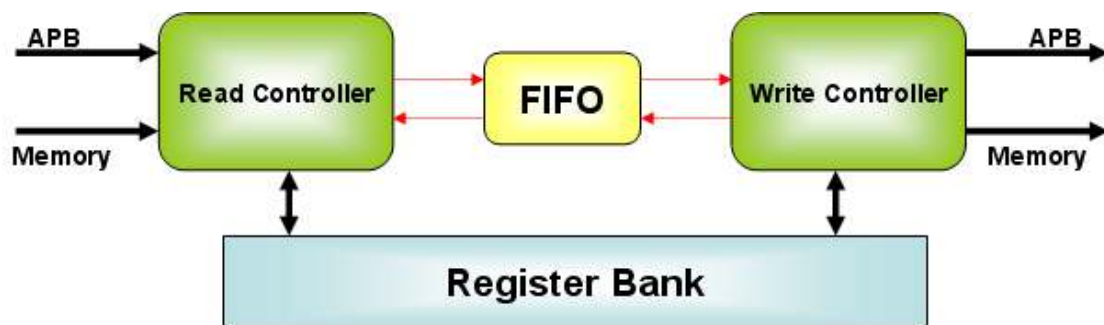 APB
APB
Read Controller
FIFO
Write Controller
Memory
Memory
Register Bank